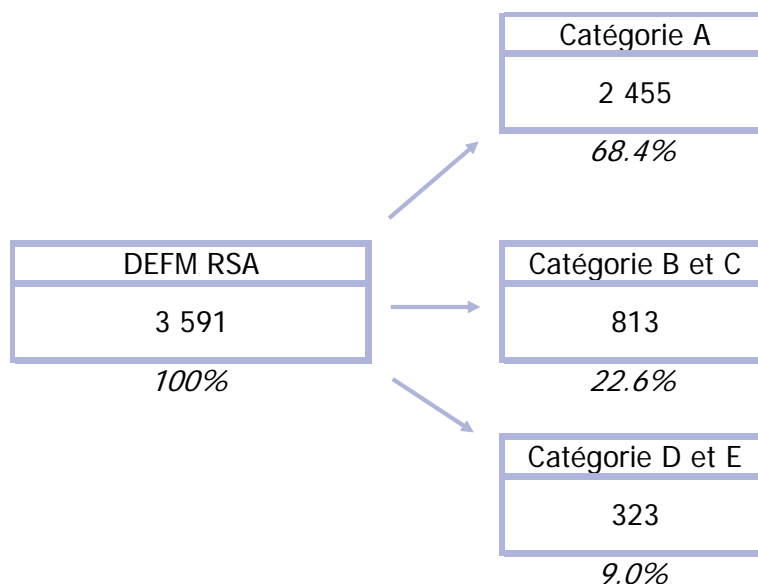 Catégorie A
2 455
68.4%
DEFM RSA
3 591
100%
Catégorie B et C
813
22.6%
Catégorie D et E
323
9.0%